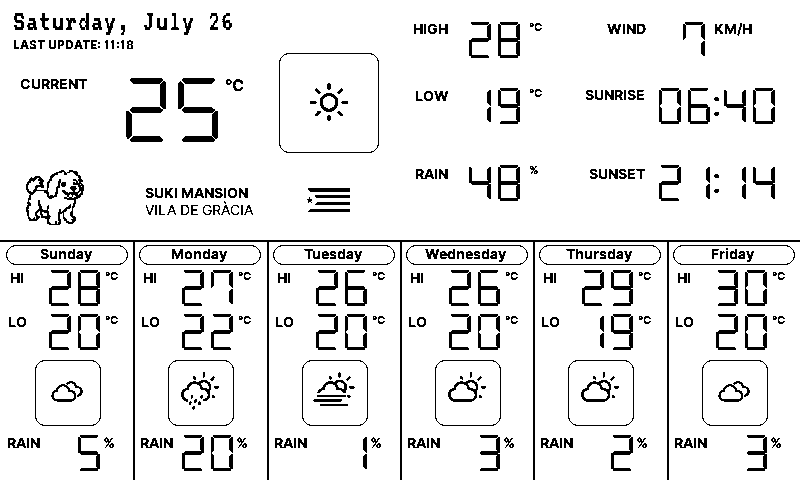 Saturday, July 26
LAST UPDATE: 11:18
CURRENT 25 °C
SUKI MANSION
VILA DE GRÀCIA
HIGH 28 °C
LOW 19 °C
RAIN 48 %
WIND 7 KM/H
SUNRISE 06:40
SUNSET 21:14
Sunday
HI 28 °C
LO 20 °C
RAIN 5 %
Monday
HI 27 °C
LO 22 °C
RAIN 20 %
Tuesday
HI 26 °C
LO 20 °C
RAIN 1 %
Wednesday
HI 26 °C
LO 20 °C
RAIN 3 %
Thursday
HI 29 °C
LO 19 °C
RAIN 2 %
Friday
HI 30 °C
LO 20 °C
RAIN 3 %